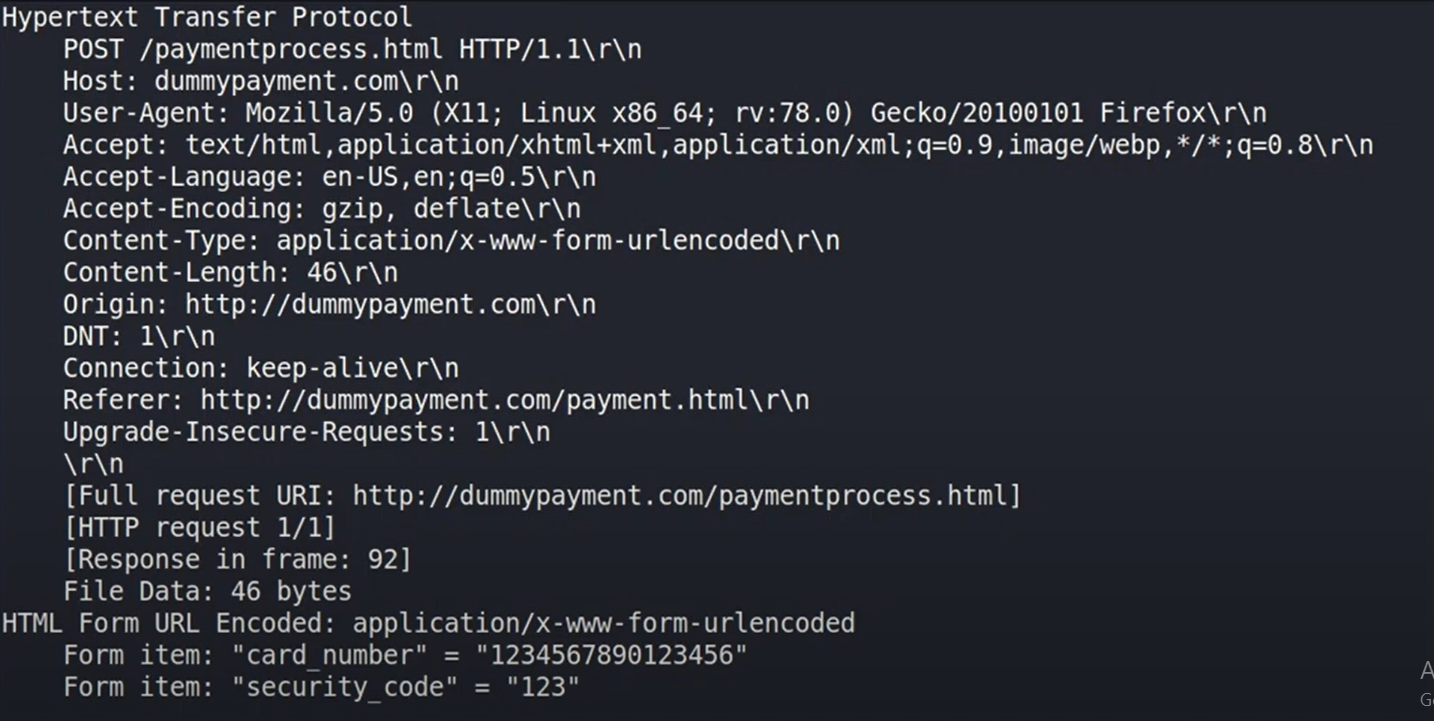 Hypertext Transfer Protocol
POST /paymentprocess.html HTTP/1.1\r\n
Host: dummypayment.com\r\n
User-Agent: Mozilla/5.0 (X11; Linux x86_64; rv:78.0) Gecko/20100101 Firefox\r\n
Accept: text/html,application/xhtml+xml,application/xml;q=0.9,image/webp,*/*;q=0.8\r\n
Accept-Language: en-US,en;q=0.5\r\n
Accept-Encoding: gzip, deflate\r\n
Content-Type: application/x-www-form-urlencoded\r\n
Content-Length: 46\r\n
Origin: http://dummypayment.com\r\n
DNT: 1\r\n
Connection: keep-alive\r\n
Referer: http://dummypayment.com/payment.html\r\n
Upgrade-Insecure-Requests: 1\r\n
\r\n
[Full request URI: http://dummypayment.com/paymentprocess.html]
[HTTP request 1/1]
[Response in frame: 92]
File Data: 46 bytes
HTML Form URL Encoded: application/x-www-form-urlencoded
Form item: "card_number" = "1234567890123456"
Form item: "security_code" = "123"